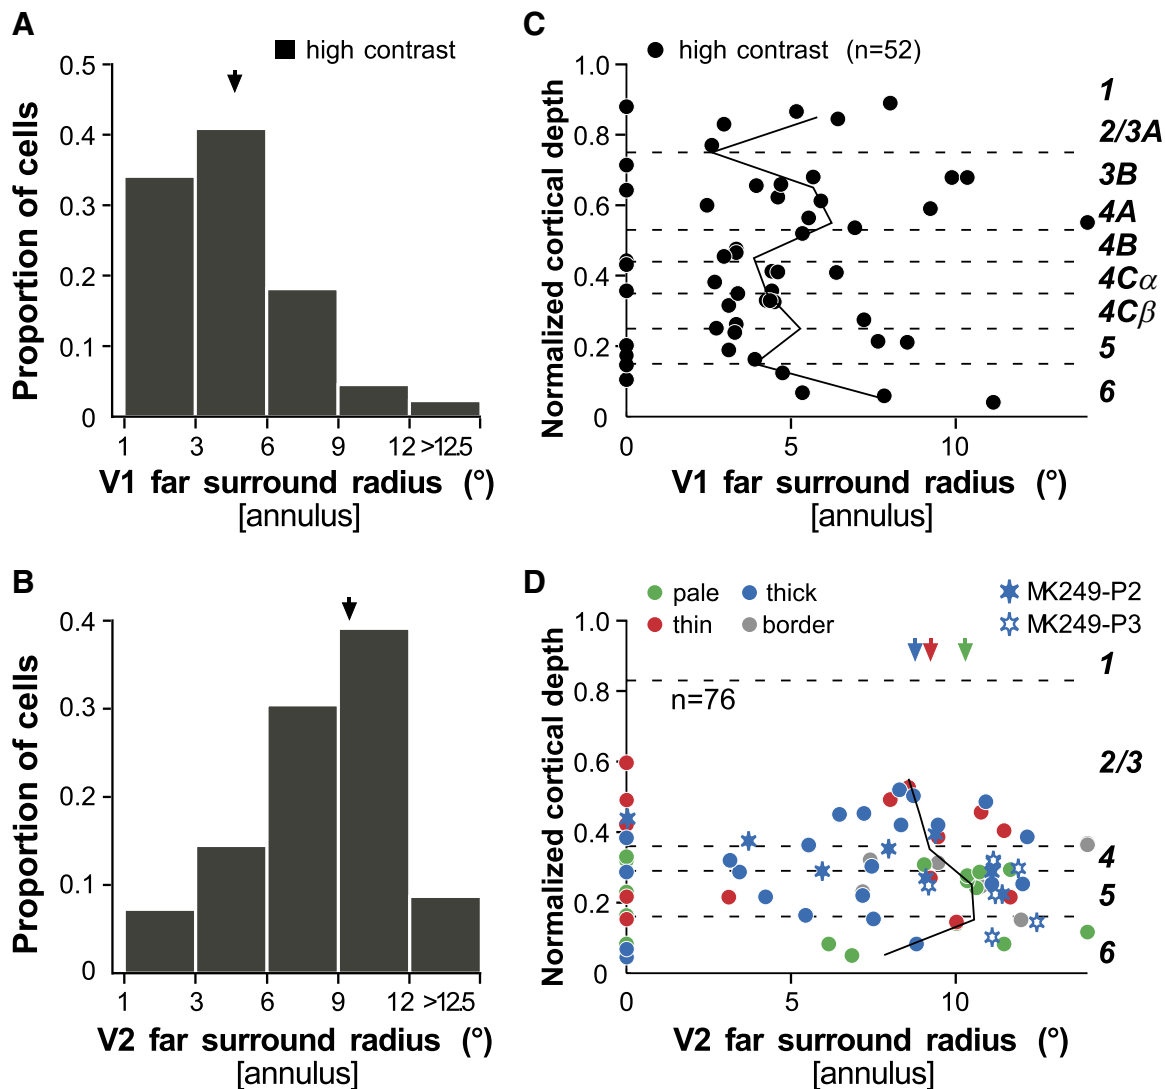 A
high contrast
Proportion of cells
0.5
0.4
0.3
0.2
0.1
0
1 3 6 9 12 >12.5
V1 far surround radius (°)
[annulus]
C
high contrast (n=52)
Normalized cortical depth
1.0
0.8
0.6
0.4
0.2
0
1
2/3A
3B
4A
4B
4Cα
4Cβ
5
6
0 5 10
V1 far surround radius (°)
[annulus]
B
Proportion of cells
0.4
0.3
0.2
0.1
0
1 3 6 9 12 >12.5
V2 far surround radius (°)
[annulus]
D
pale thick MK249-P2
thin border MK249-P3
n=76
Normalized cortical depth
1.0
0.8
0.6
0.4
0.2
0
1
2/3
4
5
6
0 5 10
V2 far surround radius (°)
[annulus]